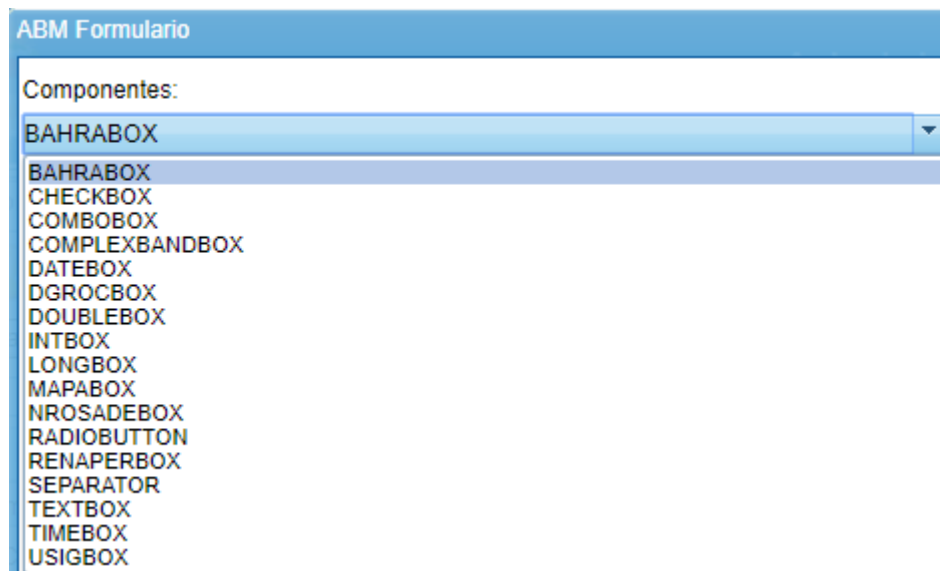 ABM Formulario
Componentes:
BAHRABOX
BAHRABOX
CHECKBOX
COMBOBOX
COMPLEXBANDBOX
DATEBOX
DGROCBOX
DOUBLEBOX
INTBOX
LONGBOX
MAPABOX
NROSADEBOX
RADIOBUTTON
RENAPERBOX
SEPARATOR
TEXTBOX
TIMEBOX
USIGBOX